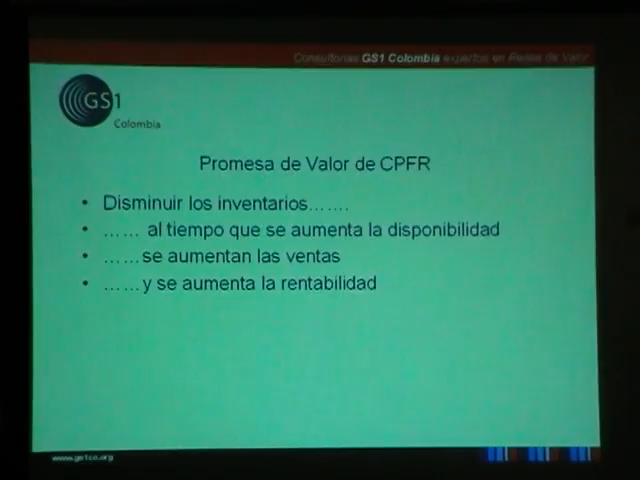 Consultorias GS1 Colombia expertos en Redes de Valor
GS1
Colombia
Promesa de Valor de CPFR
• Disminuir los inventarios…….
• …… al tiempo que se aumenta la disponibilidad
• ……se aumentan las ventas
• ……y se aumenta la rentabilidad
www.gs1co.org